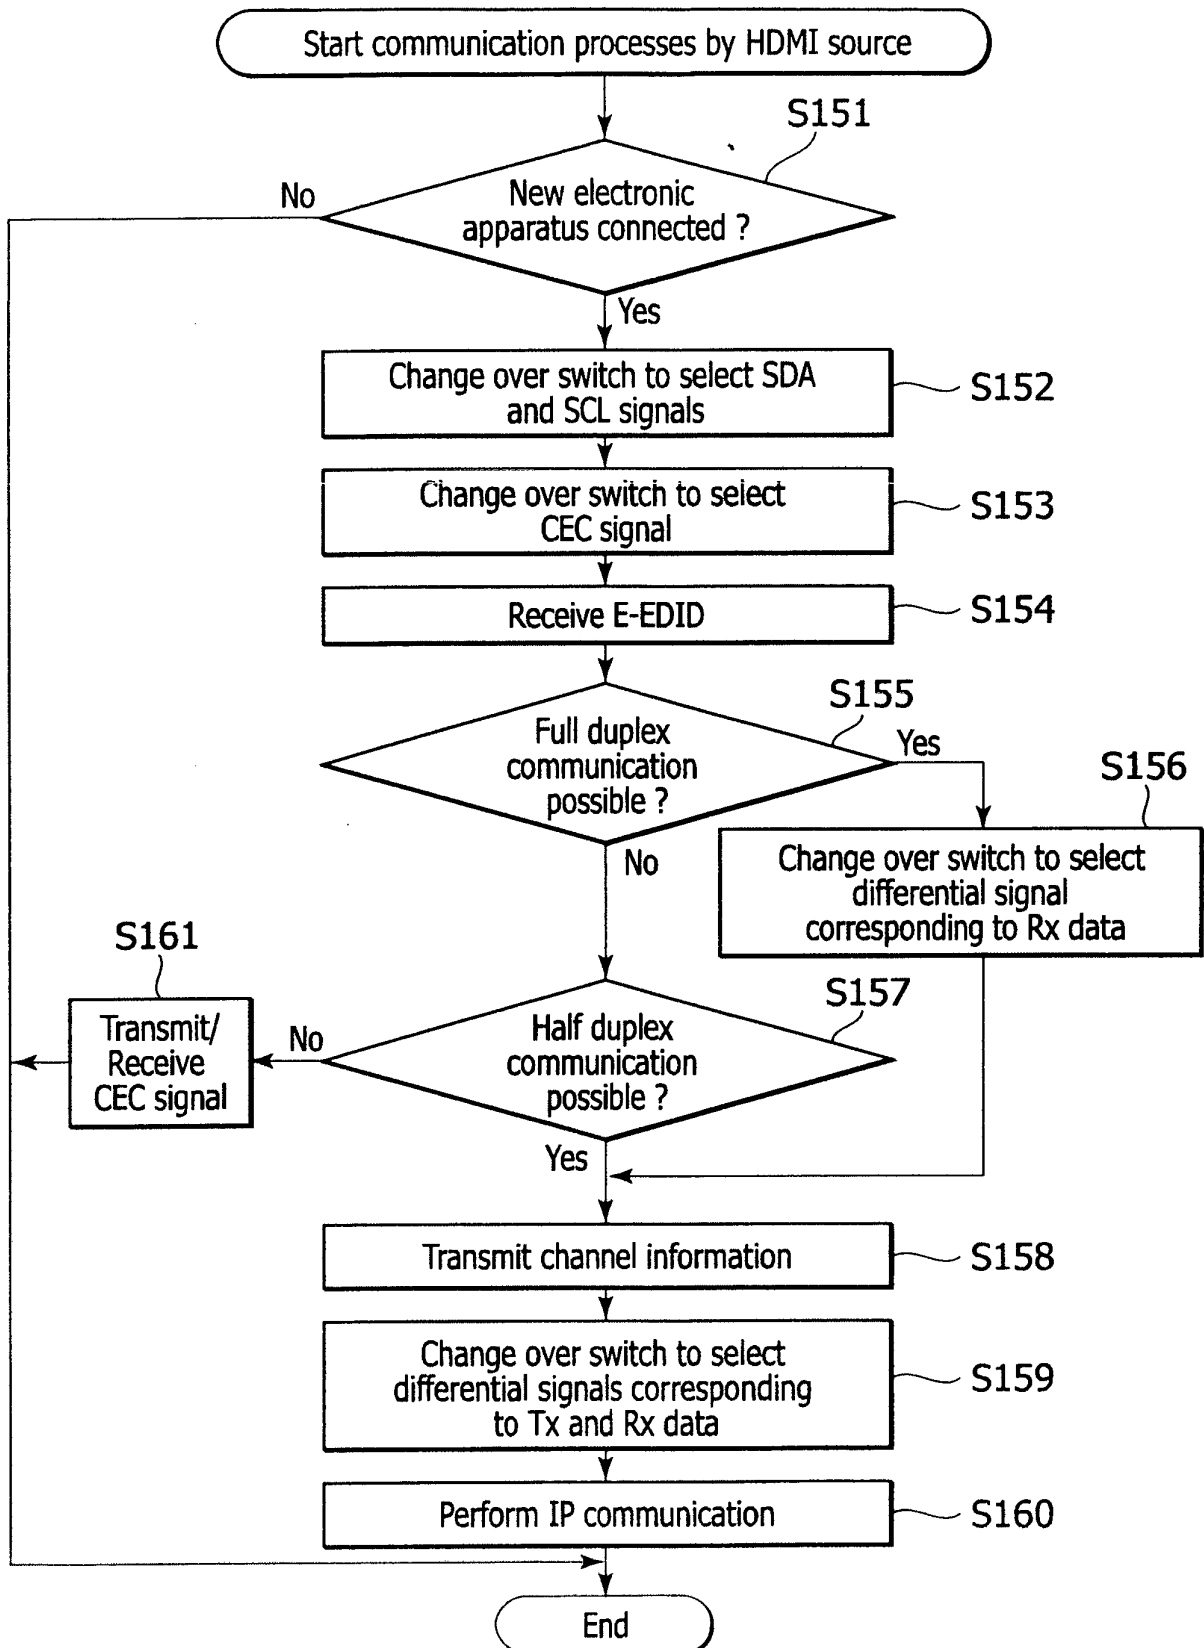 Start communication processes by HDMI source
S151
No
New electronic
apparatus connected ?
Yes
Change over switch to select SDA
and SCL signals
S152
Change over switch to select
CEC signal
S153
Receive E-EDID
S154
S155
Full duplex
communication
possible ?
Yes
S156
No
Change over switch to select
differential signal
corresponding to Rx data
S161
S157
Transmit/
Receive
CEC signal
No
Half duplex
communication
possible ?
Yes
Transmit channel information
S158
Change over switch to select
differential signals corresponding
to Tx and Rx data
S159
Perform IP communication
S160
End